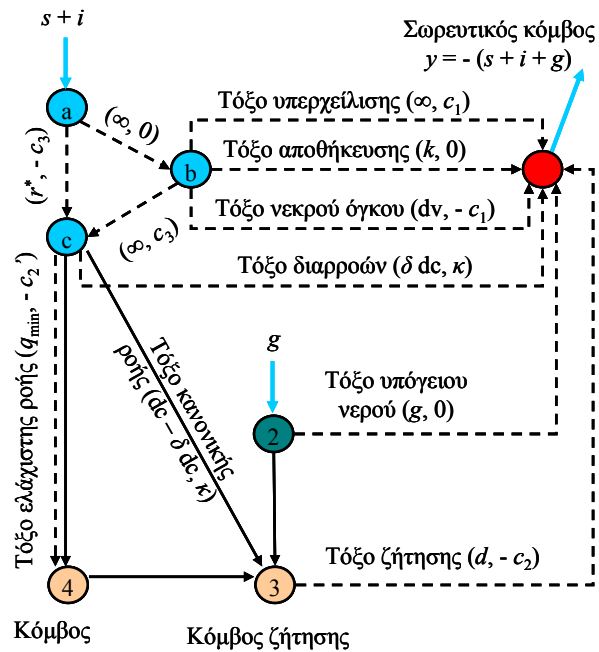 s + i
Σωρευτικός κόμβος
y = - (s + i + g)
a
(∞, 0)
Τόξο υπερχείλισης (∞, c₁)
(r*, - c₃)
b
Τόξο αποθήκευσης (k, 0)
Τόξο νεκρού όγκου (dv, - c₁)
(∞, c₃)
c
Τόξο διαρροών (δ dc, κ)
Τόξο ελάχιστης ροής (qmin, - c₂’)
Τόξο κανονικής
ροής (dc – δ dc, κ)
g
Τόξο υπόγειου
νερού (g, 0)
2
Τόξο ζήτησης (d, - c₂)
4
3
Κόμβος
Κόμβος ζήτησης